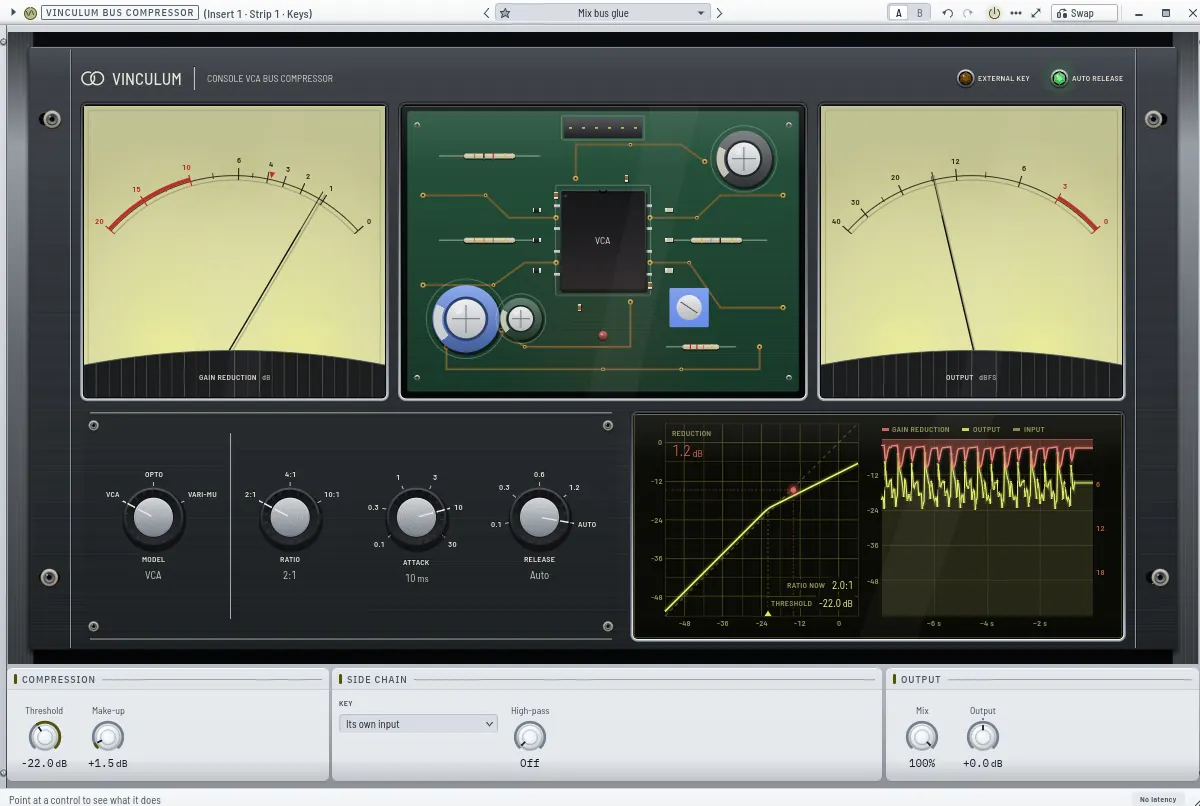 VINCULUM BUS COMPRESSOR (Insert 1 · Strip 1 · Keys) Mix bus glue A B Swap
VINCULUM CONSOLE VCA BUS COMPRESSOR EXTERNAL KEY AUTO RELEASE
20 15 10 6 4 3 2 1 0
GAIN REDUCTION dB
VCA
40 30 20 12 6 3 0
OUTPUT dBFS
VCA OPTO VARI-MU
MODEL
VCA
2:1 4:1 10:1
RATIO
2:1
0.1 0.3 1 3 10 30
ATTACK
10 ms
0.1 0.3 0.6 1.2 AUTO
RELEASE
Auto
REDUCTION
1.2 dB
0 -12 -24 -36 -48
RATIO NOW 2.0:1
THRESHOLD -22.0 dB
-48 -36 -24 -12 0
GAIN REDUCTION OUTPUT INPUT
-12 -24 -36 -48
6 12 18
-6 s -4 s -2 s
COMPRESSION
Threshold Make-up
-22.0 dB +1.5 dB
SIDE CHAIN
KEY
Its own input
High-pass
Off
OUTPUT
Mix Output
100% +0.0 dB
Point at a control to see what it does No latency